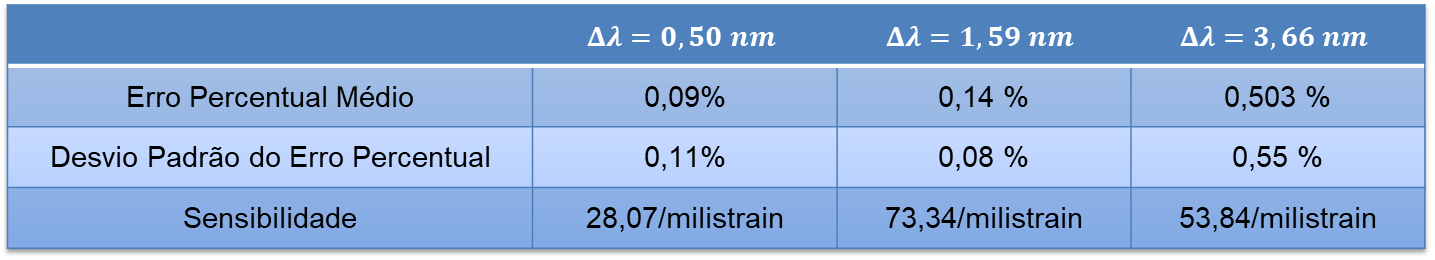 Δλ = 0,50 nm Δλ = 1,59 nm Δλ = 3,66 nm
Erro Percentual Médio 0,09% 0,14 % 0,503 %
Desvio Padrão do Erro Percentual 0,11% 0,08 % 0,55 %
Sensibilidade 28,07/milistrain 73,34/milistrain 53,84/milistrain